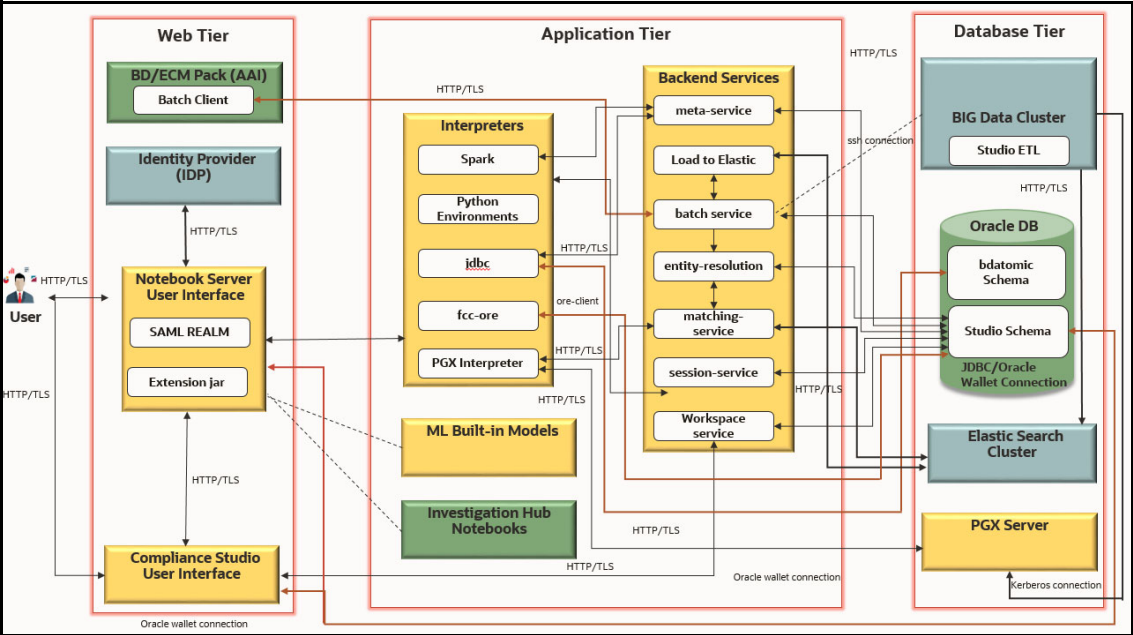 Web Tier
Application Tier
Database Tier
BD/ECM Pack (AAI)
Batch Client
Identity Provider
(IDP)
HTTP/TLS
Notebook Server
User Interface
SAML REALM
Extension jar
HTTP/TLS
User
HTTP/TLS
HTTP/TLS
Compliance Studio
User Interface
Oracle wallet connection
HTTP/TLS
Interpreters
Spark
Python
Environments
jdbc
HTTP/TLS
fcc-ore
ore-client
PGX Interpreter
HTTP/TLS
HTTP/TLS
ML Built-in Models
Investigation Hub
Notebooks
HTTP/TLS
HTTP/TLS
Backend Services
meta-service
Load to Elastic
batch service
entity-resolution
matching-
service
session-service
HTTP/TLS
Workspace
service
Oracle wallet connection
HTTP/TLS
ssh connection
BIG Data Cluster
Studio ETL
HTTP/TLS
Oracle DB
bdatomic
Schema
Studio Schema
JDBC/Oracle
Wallet Connection
Elastic Search
Cluster
PGX Server
Kerberos connection